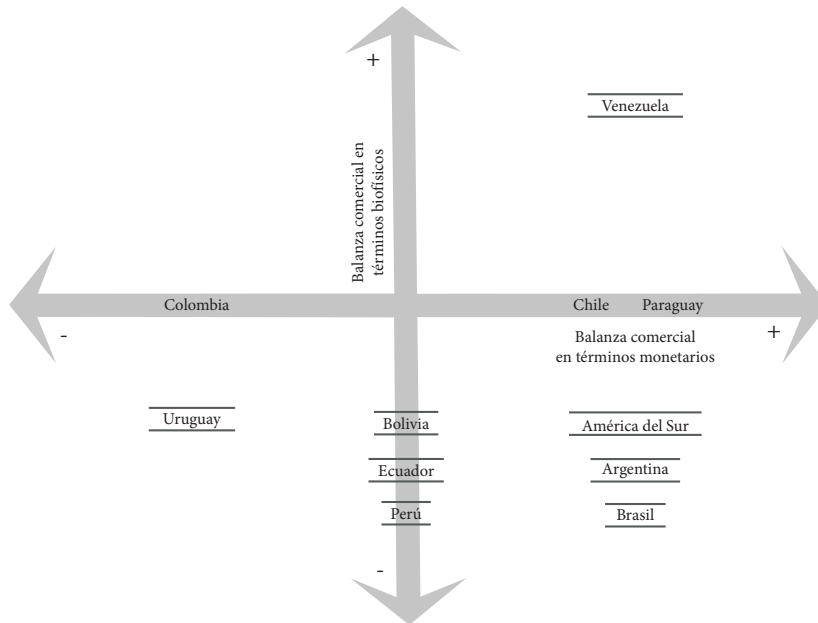 +
Venezuela
Balanza comercial en
términos biofísicos
Colombia
Chile
Paraguay
-
+
Balanza comercial
en términos monetarios
Uruguay
Bolivia
América del Sur
Ecuador
Argentina
Perú
Brasil
-